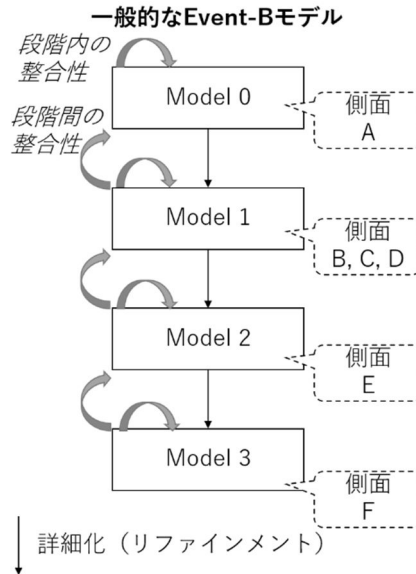 一般的なEvent-Bモデル
段階内の
整合性
Model 0
側面
A
段階間の
整合性
Model 1
側面
B, C, D
Model 2
側面
E
Model 3
側面
F
詳細化（リファインメント）